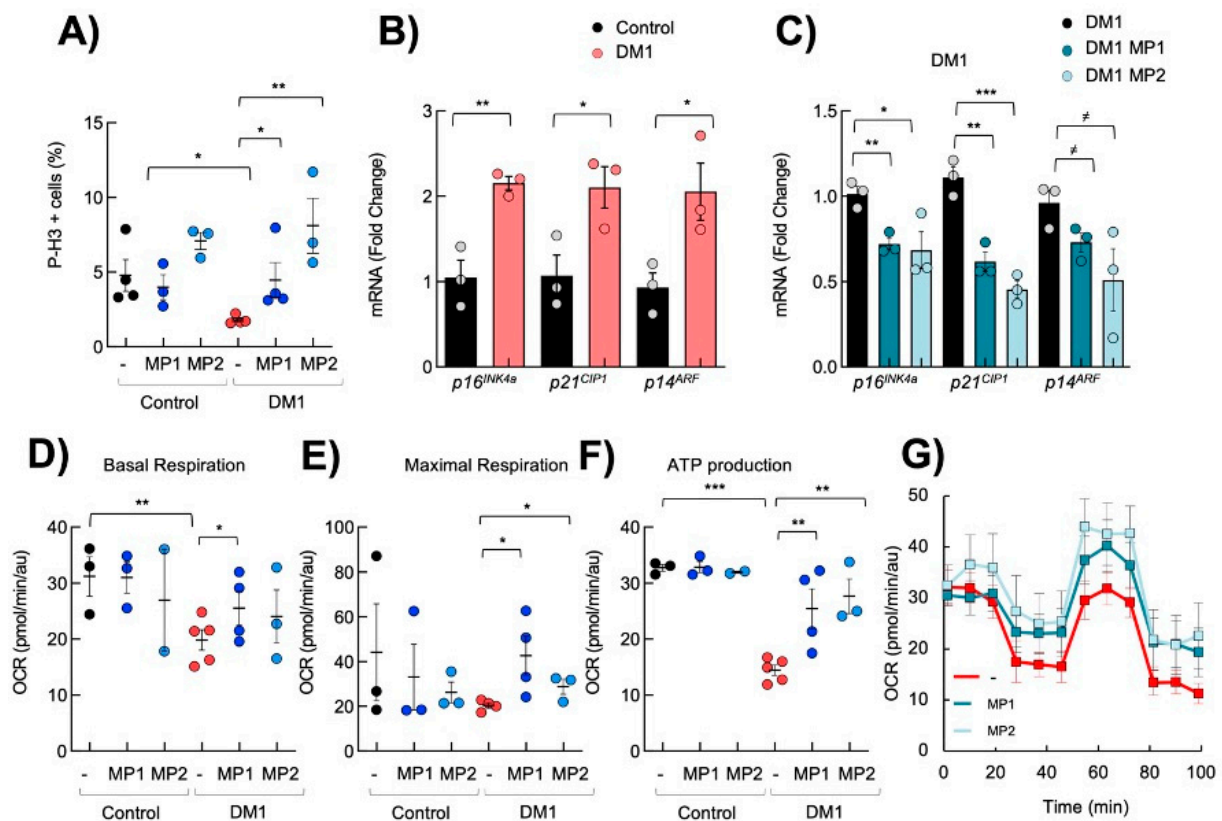 A)
**
*
*
P-H3 + cells (%)
15
10
5
0
- MP1 MP2 - MP1 MP2
Control DM1
B)
Control
DM1
** * *
mRNA (Fold Change)
3
2
1
0
p16INK4a p21CIP1 p14ARF
C)
DM1
DM1 MP1
DM1 MP2
DM1
* *** ≠
** ** ≠
mRNA (Fold Change)
1.5
1.0
0.5
0.0
p16INK4a p21CIP1 p14ARF
D)
Basal Respiration
**
*
OCR (pmol/min/au)
40
30
20
10
0
- MP1 MP2 - MP1 MP2
Control DM1
E)
Maximal Respiration
*
*
OCR (pmol/min/au)
100
80
60
40
20
0
- MP1 MP2 - MP1 MP2
Control DM1
F)
ATP production
*** **
**
OCR (pmol/min/au)
40
30
20
10
0
- MP1 MP2 - MP1 MP2
Control DM1
G)
OCR (pmol/min/au)
50
40
30
20
10
0
-
MP1
MP2
0 20 40 60 80 100
Time (min)